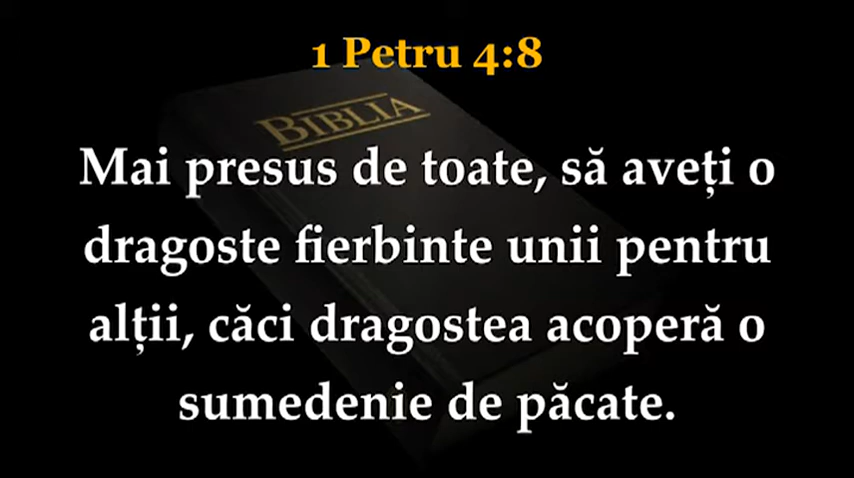 1 Petru 4:8
BIBLIA
Mai presus de toate, să aveți o
dragoste fierbinte unii pentru
alții, căci dragostea acoperă o
sumedenie de păcate.